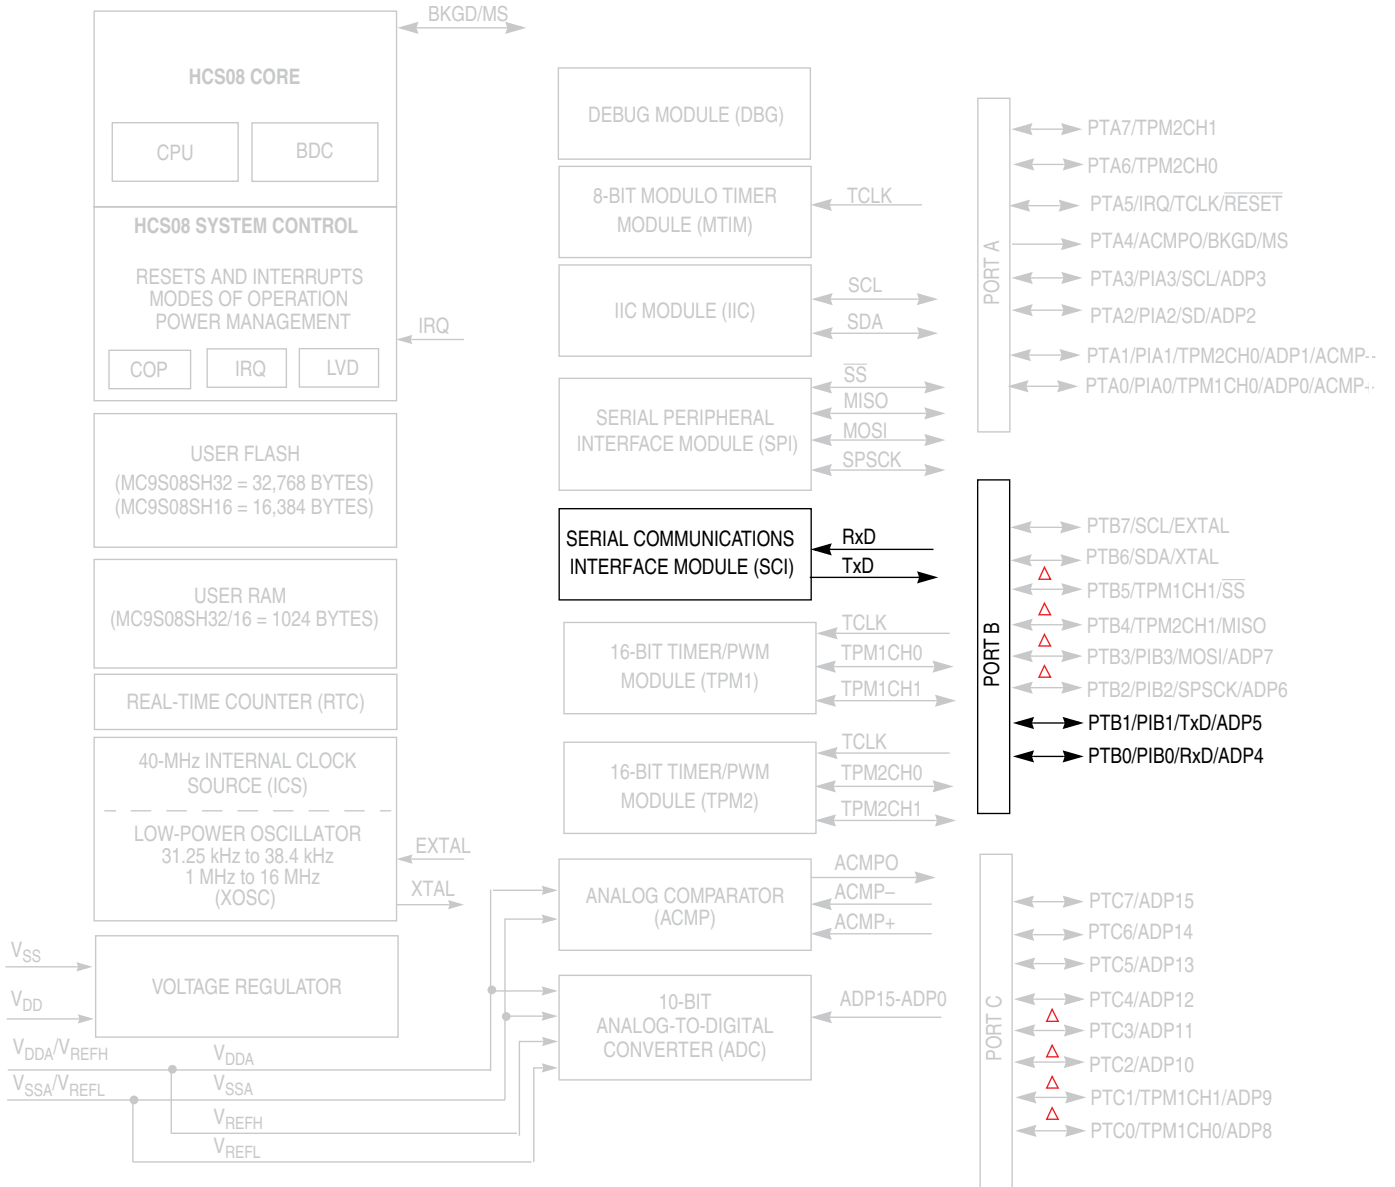 BKGD/MS
HCS08 CORE
CPU
BDC
HCS08 SYSTEM CONTROL
RESETS AND INTERRUPTS
MODES OF OPERATION
POWER MANAGEMENT
IRQ
COP
IRQ
LVD
USER FLASH
(MC9S08SH32 = 32,768 BYTES)
(MC9S08SH16 = 16,384 BYTES)
USER RAM
(MC9S08SH32/16 = 1024 BYTES)
REAL-TIME COUNTER (RTC)
40-MHz INTERNAL CLOCK
SOURCE (ICS)
LOW-POWER OSCILLATOR
31.25 kHz to 38.4 kHz
1 MHz to 16 MHz
(XOSC)
EXTAL
XTAL
VSS
VDD
VOLTAGE REGULATOR
VDDA/VREFH
VSSA/VREFL
VDDA
VSSA
VREFH
VREFL
DEBUG MODULE (DBG)
8-BIT MODULO TIMER
MODULE (MTIM)
TCLK
IIC MODULE (IIC)
SCL
SDA
SERIAL PERIPHERAL
INTERFACE MODULE (SPI)
SS
MISO
MOSI
SPSCK
SERIAL COMMUNICATIONS
INTERFACE MODULE (SCI)
RxD
TxD
16-BIT TIMER/PWM
MODULE (TPM1)
TCLK
TPM1CH0
TPM1CH1
16-BIT TIMER/PWM
MODULE (TPM2)
TCLK
TPM2CH0
TPM2CH1
ANALOG COMPARATOR
(ACMP)
ACMPO
ACMP–
ACMP+
10-BIT
ANALOG-TO-DIGITAL
CONVERTER (ADC)
ADP15-ADP0
PORT A
PTA7/TPM2CH1
PTA6/TPM2CH0
PTA5/IRQ/TCLK/RESET
PTA4/ACMPO/BKGD/MS
PTA3/PIA3/SCL/ADP3
PTA2/PIA2/SD/ADP2
PTA1/PIA1/TPM2CH0/ADP1/ACMP-
PTA0/PIA0/TPM1CH0/ADP0/ACMP
PORT B
PTB7/SCL/EXTAL
PTB6/SDA/XTAL
PTB5/TPM1CH1/SS
PTB4/TPM2CH1/MISO
PTB3/PIB3/MOSI/ADP7
PTB2/PIB2/SPSCK/ADP6
PTB1/PIB1/TxD/ADP5
PTB0/PIB0/RxD/ADP4
PORT C
PTC7/ADP15
PTC6/ADP14
PTC5/ADP13
PTC4/ADP12
PTC3/ADP11
PTC2/ADP10
PTC1/TPM1CH1/ADP9
PTC0/TPM1CH0/ADP8